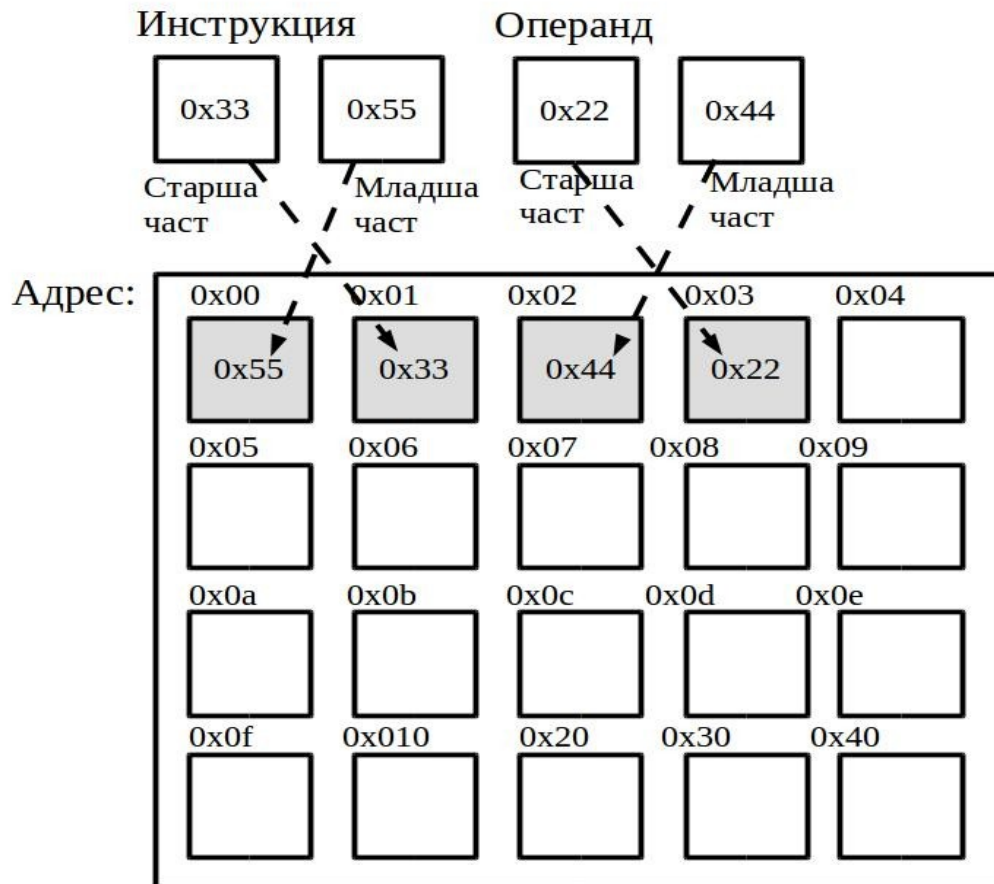 Инструкция Операнд
0x33 0x55 0x22 0x44
Старша част Младша част Старша част Младша част
Адрес:
0x00 0x01 0x02 0x03 0x04
0x55 0x33 0x44 0x22
0x05 0x06 0x07 0x08 0x09
0x0a 0x0b 0x0c 0x0d 0x0e
0x0f 0x010 0x20 0x30 0x40